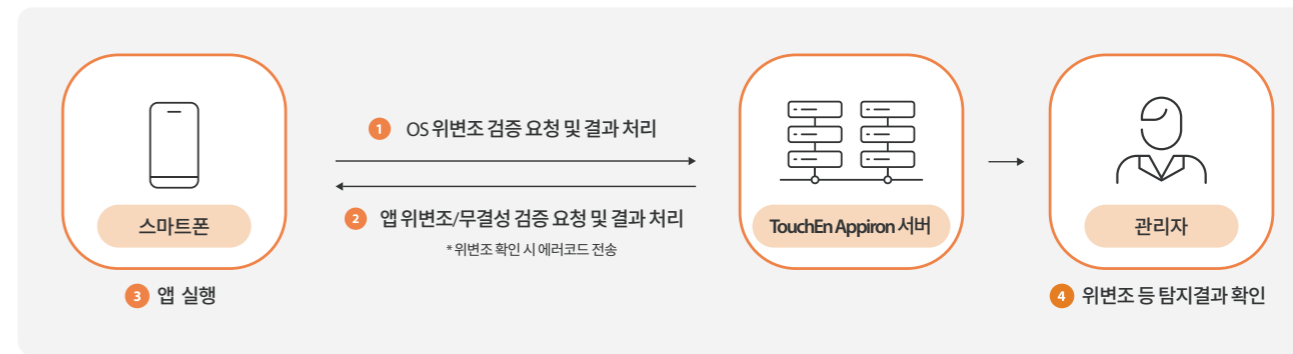 1 OS 위변조 검증 요청 및 결과 처리
2 앱 위변조/무결성 검증 요청 및 결과 처리
* 위변조 확인 시 에러코드 전송
스마트폰
TouchEn Appiron 서버
관리자
3 앱 실행
4 위변조 등 탐지결과 확인